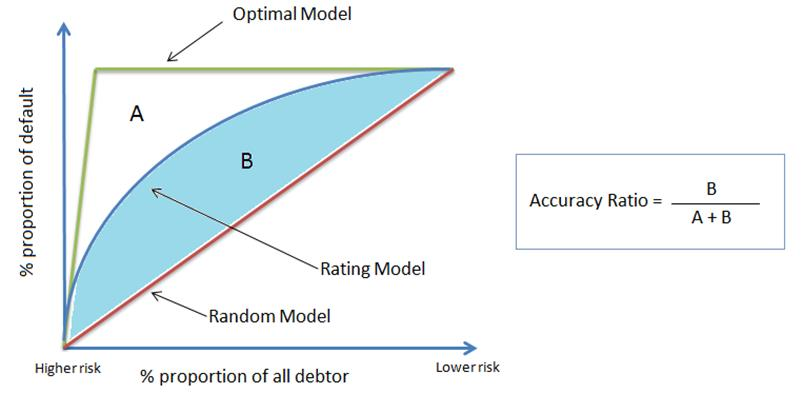 Optimal Model
A
B
% proportion of default
Rating Model
Random Model
Higher risk
% proportion of all debtor
Lower risk
Accuracy Ratio =
B
A + B